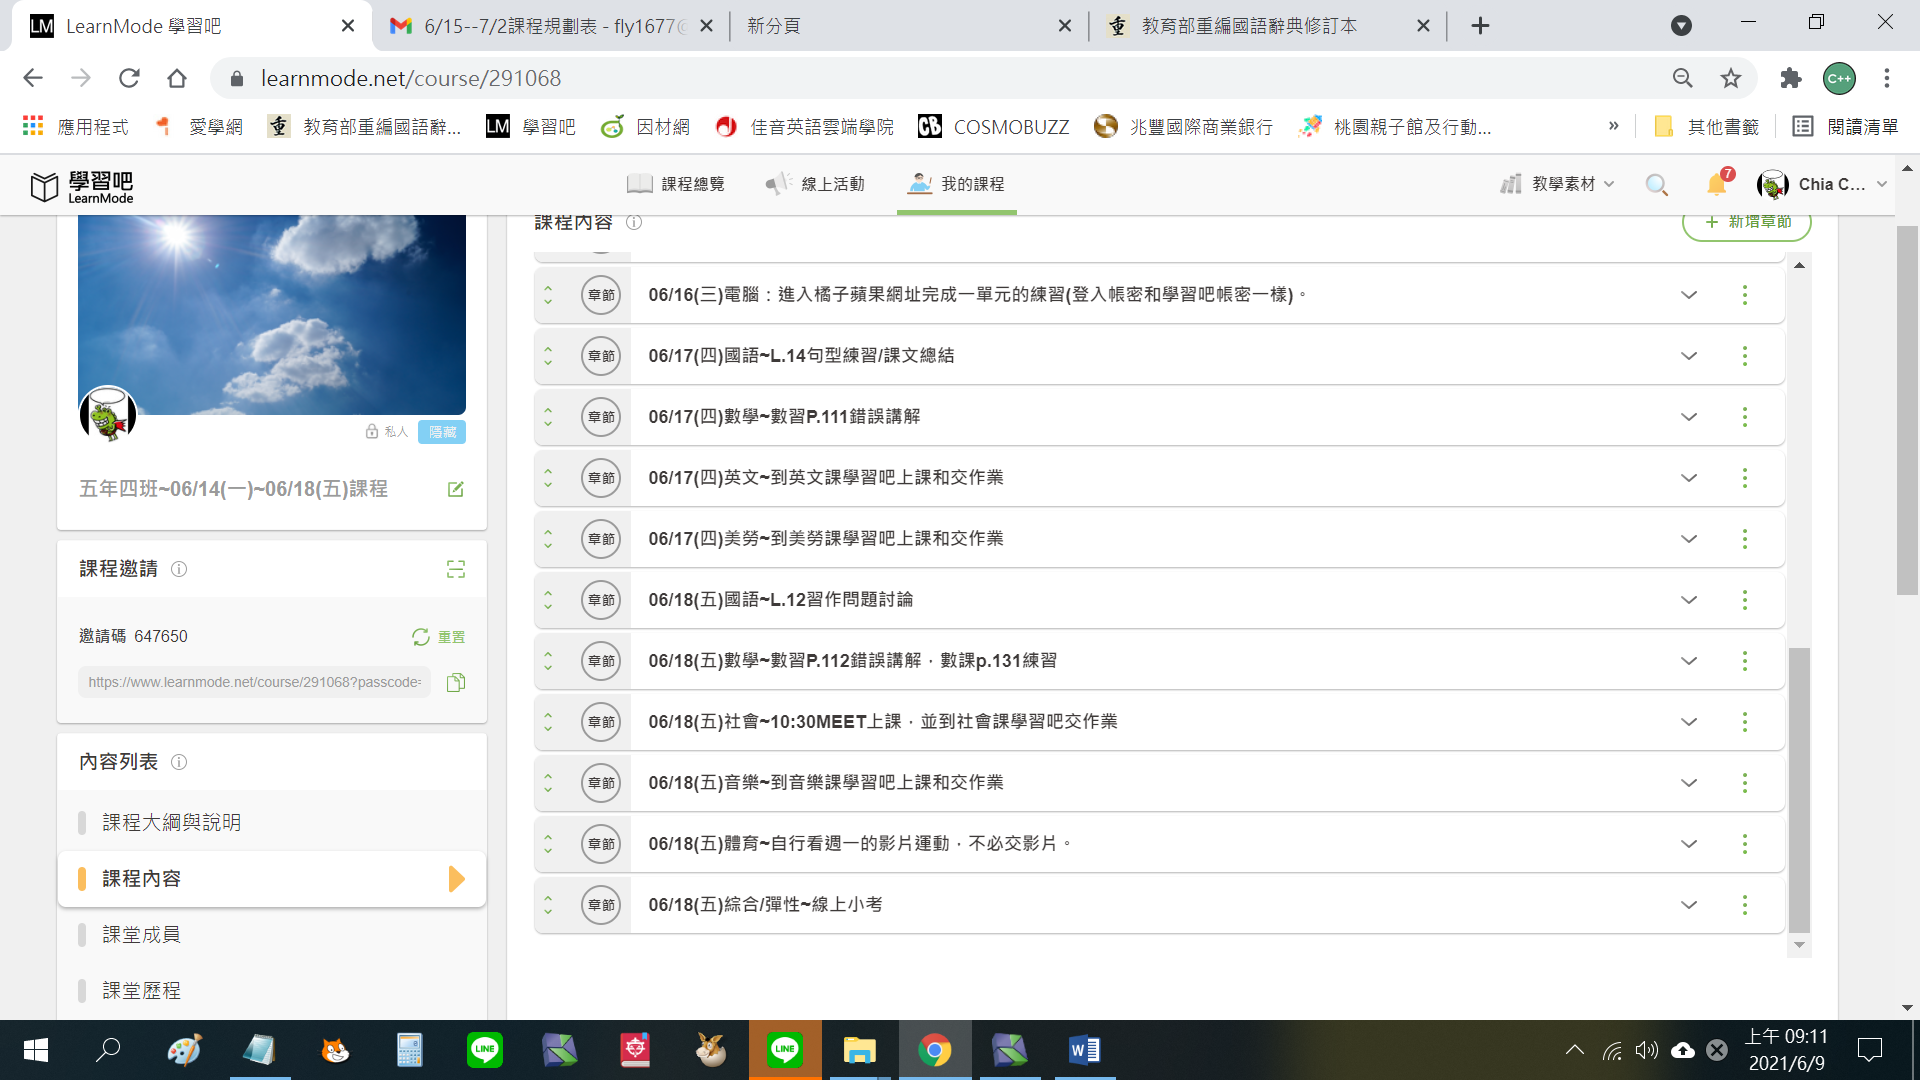 LearnMode 學習吧
6/15--7/2課程規劃表 - fly1677@
新分頁
教育部重編國語辭典修訂本
learnmode.net/course/291068
應用程式
愛學網
教育部重編國語辭...
學習吧
因材網
佳音英語雲端學院
COSMOBUZZ
兆豐國際商業銀行
桃園親子館及行動...
»
其他書籤
閱讀清單
學習吧
LearnMode
課程總覽
線上活動
我的課程
教學素材
7
Chia C...
課程內容
+ 新增章節
私人
隱藏
五年四班~06/14(一)~06/18(五)課程
課程邀請
邀請碼 647650
重置
https://www.learnmode.net/course/291068?passcode=
內容列表
課程大綱與說明
課程內容
課堂成員
課堂歷程
章節 06/16(三)電腦：進入橘子蘋果網址完成一單元的練習(登入帳密和學習吧帳密一樣)。
章節 06/17(四)國語~L.14句型練習/課文總結
章節 06/17(四)數學~數習P.111錯誤講解
章節 06/17(四)英文~到英文課學習吧上課和交作業
章節 06/17(四)美勞~到美勞課學習吧上課和交作業
章節 06/18(五)國語~L.12習作問題討論
章節 06/18(五)數學~數習P.112錯誤講解，數課p.131練習
章節 06/18(五)社會~10:30MEET上課，並到社會課學習吧交作業
章節 06/18(五)音樂~到音樂課學習吧上課和交作業
章節 06/18(五)體育~自行看週一的影片運動，不必交影片。
章節 06/18(五)綜合/彈性~線上小考
上午 09:11
2021/6/9